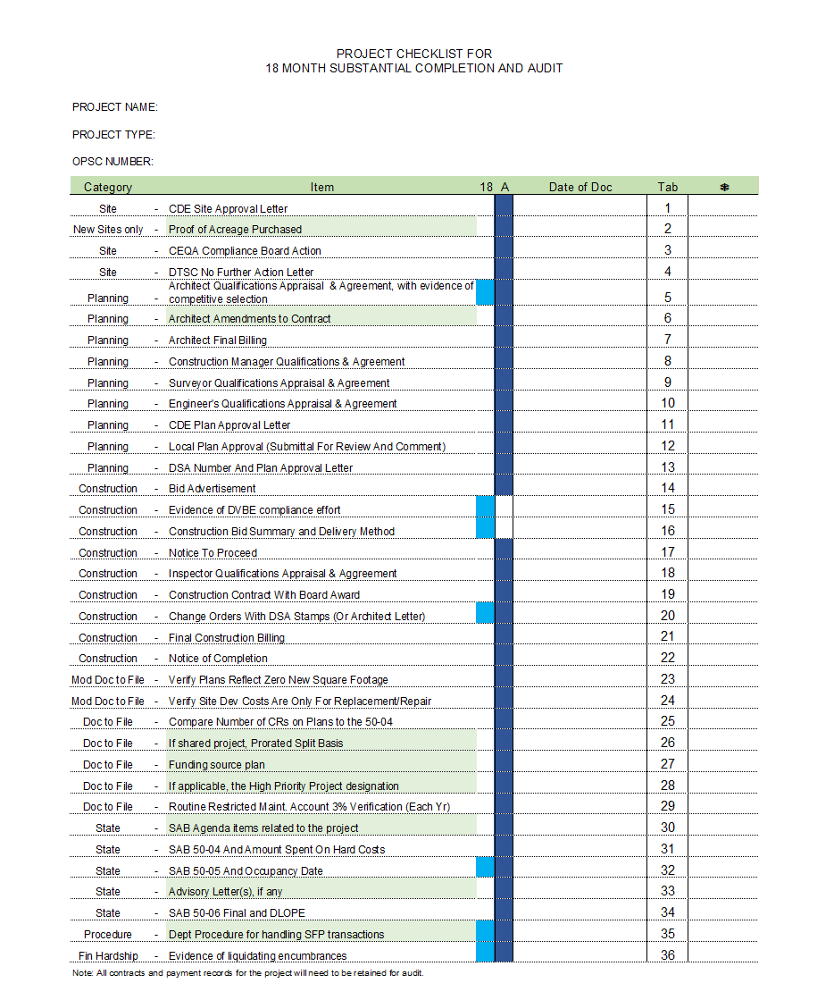 PROJECT CHECKLIST FOR
18 MONTH SUBSTANTIAL COMPLETION AND AUDIT
PROJECT NAME:
PROJECT TYPE:
OPSC NUMBER:
Category Item 18 A Date of Doc Tab ⁕
Site - CDE Site Approval Letter 1
New Sites only - Proof of Acreage Purchased 2
Site - CEQA Compliance Board Action 3
Site - DTSC No Further Action Letter 4
Architect Qualifications Appraisal & Agreement, with evidence of
Planning - competitive selection 5
Planning - Architect Amendments to Contract 6
Planning - Architect Final Billing 7
Planning - Construction Manager Qualifications & Agreement 8
Planning - Surveyor Qualifications Appraisal & Agreement 9
Planning - Engineer's Qualifications Appraisal & Agreement 10
Planning - CDE Plan Approval Letter 11
Planning - Local Plan Approval (Submittal For Review And Comment) 12
Planning - DSA Number And Plan Approval Letter 13
Construction - Bid Advertisement 14
Construction - Evidence of DVBE compliance effort 15
Construction - Construction Bid Summary and Delivery Method 16
Construction - Notice To Proceed 17
Construction - Inspector Qualifications Appraisal & Aggreement 18
Construction - Construction Contract With Board Award 19
Construction - Change Orders With DSA Stamps (Or Architect Letter) 20
Construction - Final Construction Billing 21
Construction - Notice of Completion 22
Mod Doc to File - Verify Plans Reflect Zero New Square Footage 23
Mod Doc to File - Verify Site Dev Costs Are Only For Replacement/Repair 24
Doc to File - Compare Number of CRs on Plans to the 50-04 25
Doc to File - If shared project, Prorated Split Basis 26
Doc to File - Funding source plan 27
Doc to File - If applicable, the High Priority Project designation 28
Doc to File - Routine Restricted Maint. Account 3% Verification (Each Yr) 29
State - SAB Agenda items related to the project 30
State - SAB 50-04 And Amount Spent On Hard Costs 31
State - SAB 50-05 And Occupancy Date 32
State - Advisory Letter(s), if any 33
State - SAB 50-06 Final and DLOPE 34
Procedure - Dept Procedure for handling SFP transactions 35
Fin Hardship - Evidence of liquidating encumbrances 36
Note: All contracts and payment records for the project will need to be retained for audit.